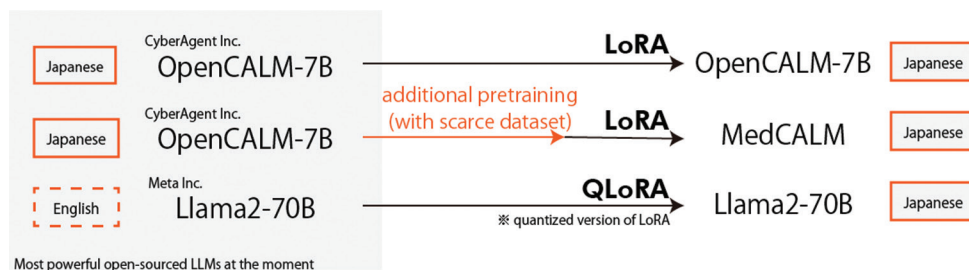 CyberAgent Inc.
Japanese OpenCALM-7B LoRA OpenCALM-7B Japanese
additional pretraining
CyberAgent Inc.
(with scarce dataset)
Japanese OpenCALM-7B LoRA MedCALM Japanese
Meta Inc.
English Llama2-70B QLoRA Llama2-70B Japanese
※ quantized version of LoRA
Most powerful open-sourced LLMs at the moment